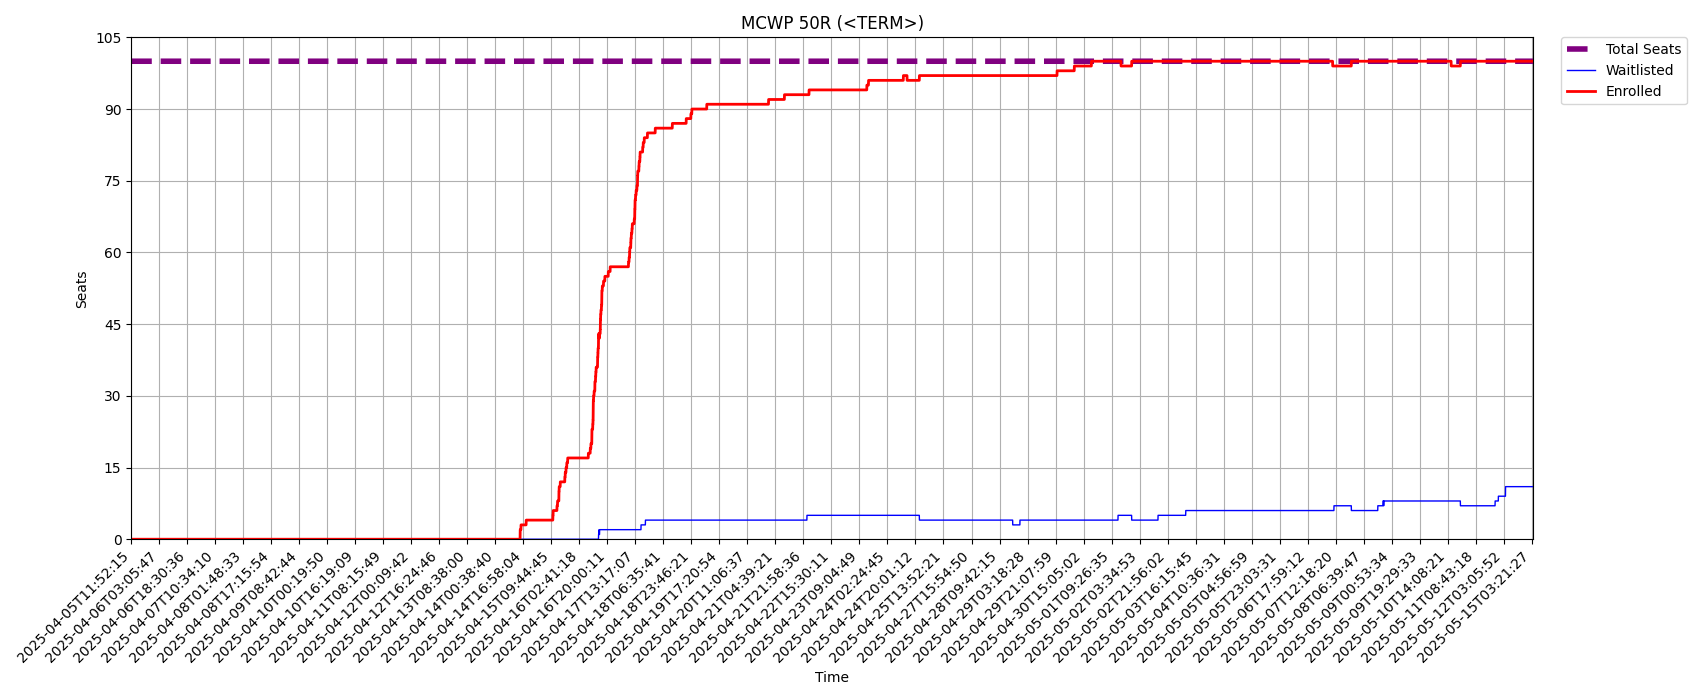 MCWP 50R (<TERM>)
Total Seats
Waitlisted
Enrolled
Seats
105
90
75
60
45
30
15
0
2025-04-05T11:52:15
2025-04-06T03:05:47
2025-04-06T18:30:36
2025-04-07T10:34:10
2025-04-08T01:48:33
2025-04-08T17:15:54
2025-04-09T08:42:44
2025-04-10T00:19:50
2025-04-10T16:19:09
2025-04-11T08:15:49
2025-04-12T00:09:42
2025-04-12T16:24:46
2025-04-13T08:38:00
2025-04-14T00:38:40
2025-04-14T16:58:04
2025-04-15T09:44:45
2025-04-16T02:41:18
2025-04-16T20:00:11
2025-04-17T13:17:07
2025-04-18T06:35:41
2025-04-18T23:46:21
2025-04-19T17:20:54
2025-04-20T11:06:37
2025-04-21T04:39:21
2025-04-21T21:58:36
2025-04-22T15:30:11
2025-04-23T09:04:49
2025-04-24T02:24:45
2025-04-24T20:01:12
2025-04-25T13:52:21
2025-04-27T15:54:50
2025-04-28T09:42:15
2025-04-29T03:18:28
2025-04-29T21:07:59
2025-04-30T15:05:02
2025-05-01T09:26:35
2025-05-02T03:34:53
2025-05-02T21:56:02
2025-05-03T16:15:45
2025-05-04T10:36:31
2025-05-05T04:56:59
2025-05-05T23:03:31
2025-05-06T17:59:12
2025-05-07T12:18:20
2025-05-08T06:39:47
2025-05-09T00:53:34
2025-05-09T19:29:33
2025-05-10T14:08:21
2025-05-11T08:43:18
2025-05-12T03:05:52
2025-05-15T03:21:27
Time